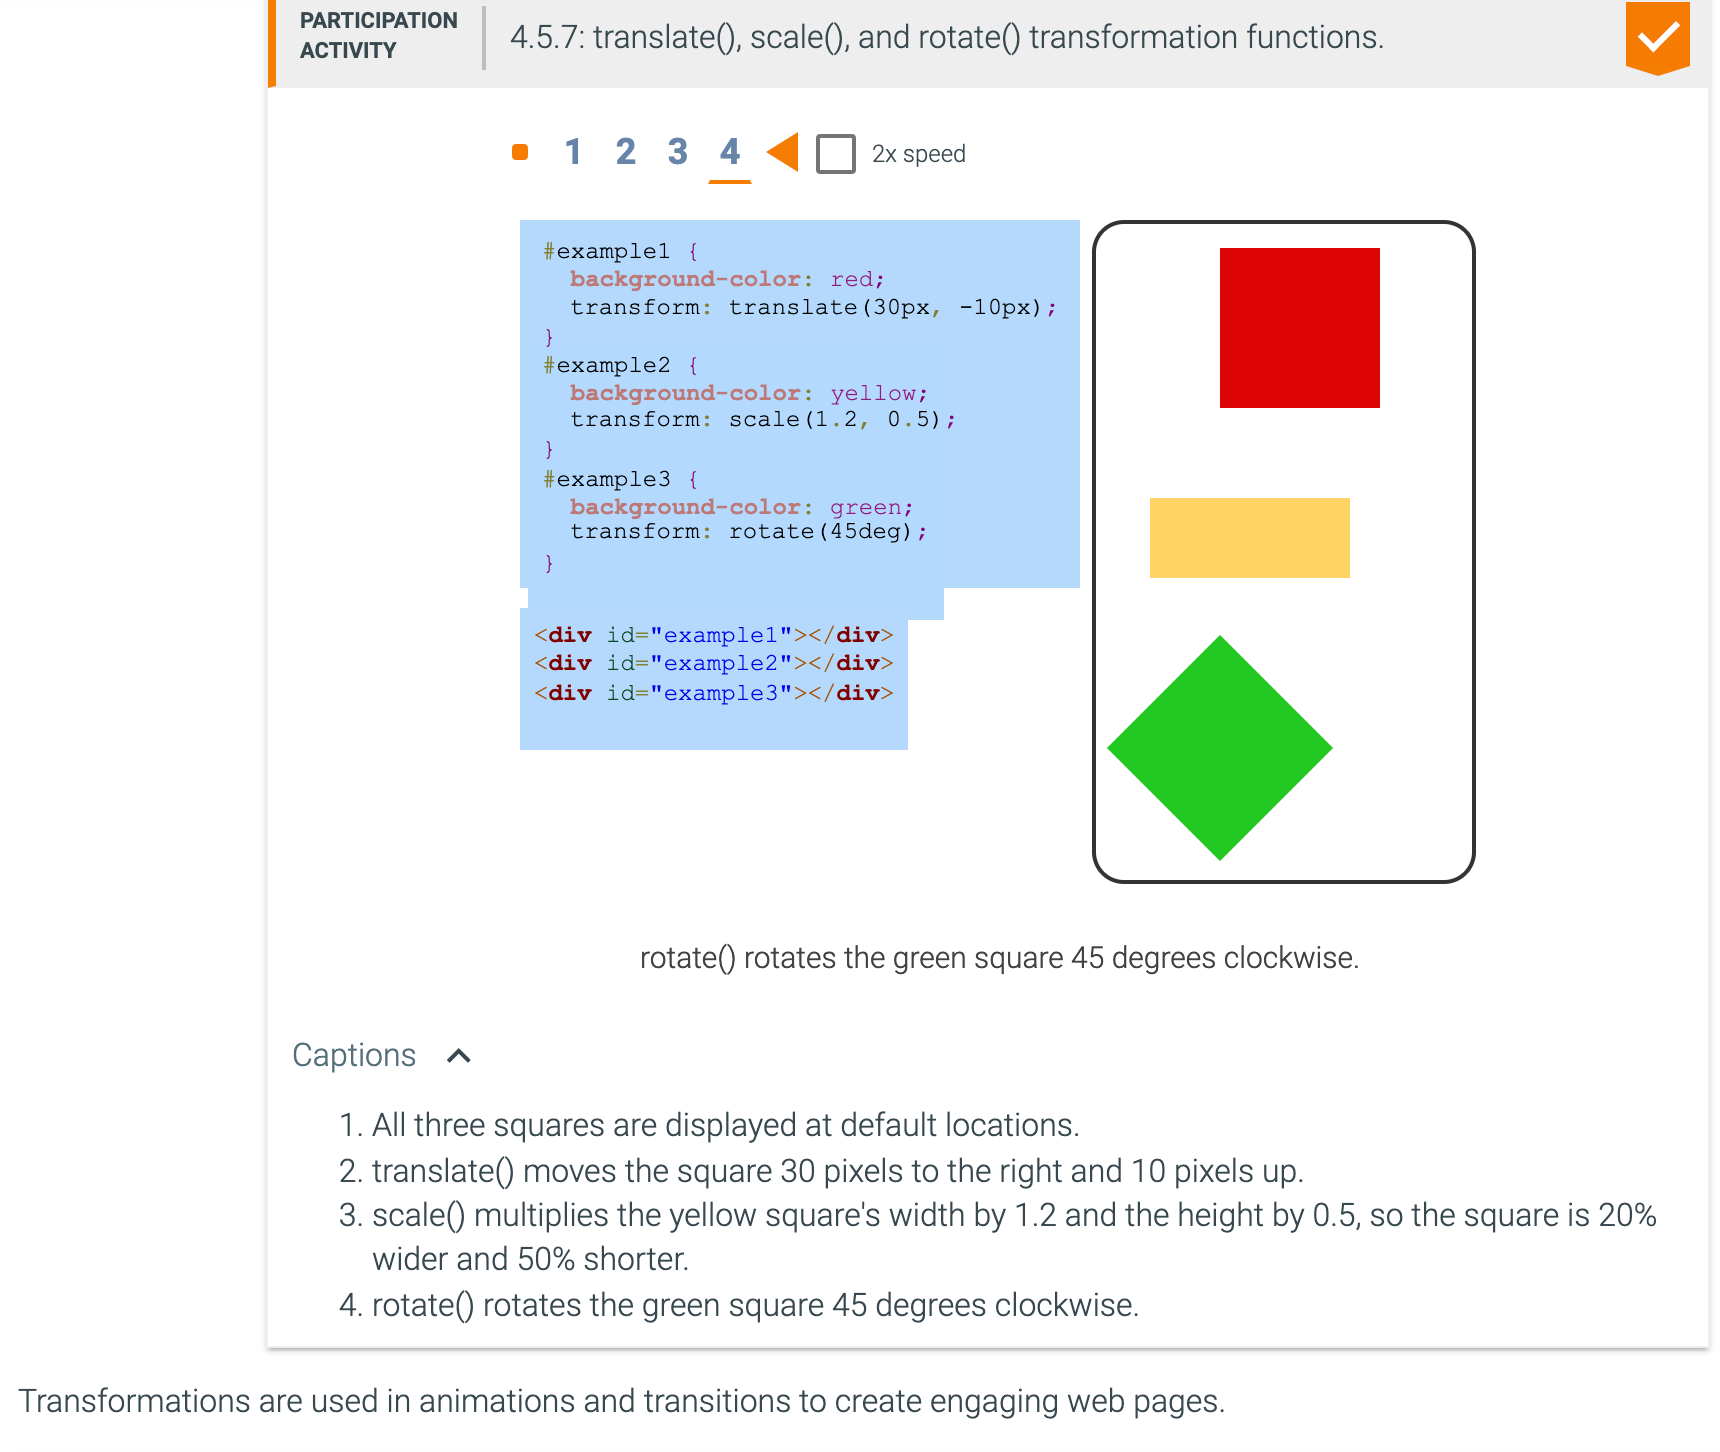 PARTICIPATION
ACTIVITY
4.5.7: translate(), scale(), and rotate() transformation functions.
1 2 3 4 2x speed
#example1 {
background-color: red;
transform: translate(30px, -10px);
}
#example2 {
background-color: yellow;
transform: scale(1.2, 0.5);
}
#example3 {
background-color: green;
transform: rotate(45deg);
}
<div id="example1"></div>
<div id="example2"></div>
<div id="example3"></div>
rotate() rotates the green square 45 degrees clockwise.
Captions
1. All three squares are displayed at default locations.
2. translate() moves the square 30 pixels to the right and 10 pixels up.
3. scale() multiplies the yellow square's width by 1.2 and the height by 0.5, so the square is 20%
wider and 50% shorter.
4. rotate() rotates the green square 45 degrees clockwise.
Transformations are used in animations and transitions to create engaging web pages.